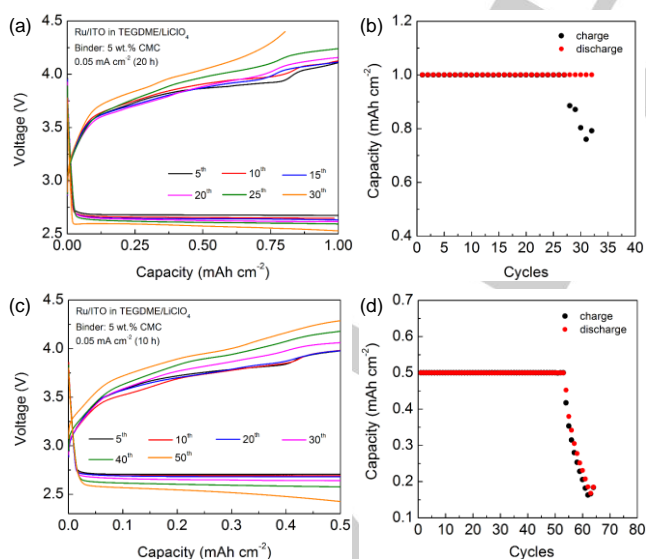 (a)
Ru/ITO in TEGDME/LiClO4
Binder: 5 wt.% CMC
0.05 mA cm-2 (20 h)
Voltage (V)
4.5
4.0
3.5
3.0
2.5
5th
10th
15th
20th
25th
30th
0.00
0.25
0.50
0.75
1.00
Capacity (mAh cm-2)
(b)
Capacity (mAh cm-2)
1.4
1.2
1.0
0.8
0.6
0.4
charge
discharge
0
5
10
15
20
25
30
35
40
Cycles
(c)
Ru/ITO in TEGDME/LiClO4
Binder: 5 wt.% CMC
0.05 mA cm-2 (10 h)
Voltage (V)
4.5
4.0
3.5
3.0
2.5
5th
10th
20th
30th
40th
50th
0.0
0.1
0.2
0.3
0.4
0.5
Capacity (mAh cm-2)
(d)
Capacity (mAh cm-2)
0.7
0.6
0.5
0.4
0.3
0.2
0.1
charge
discharge
0
10
20
30
40
50
60
70
80
Cycles